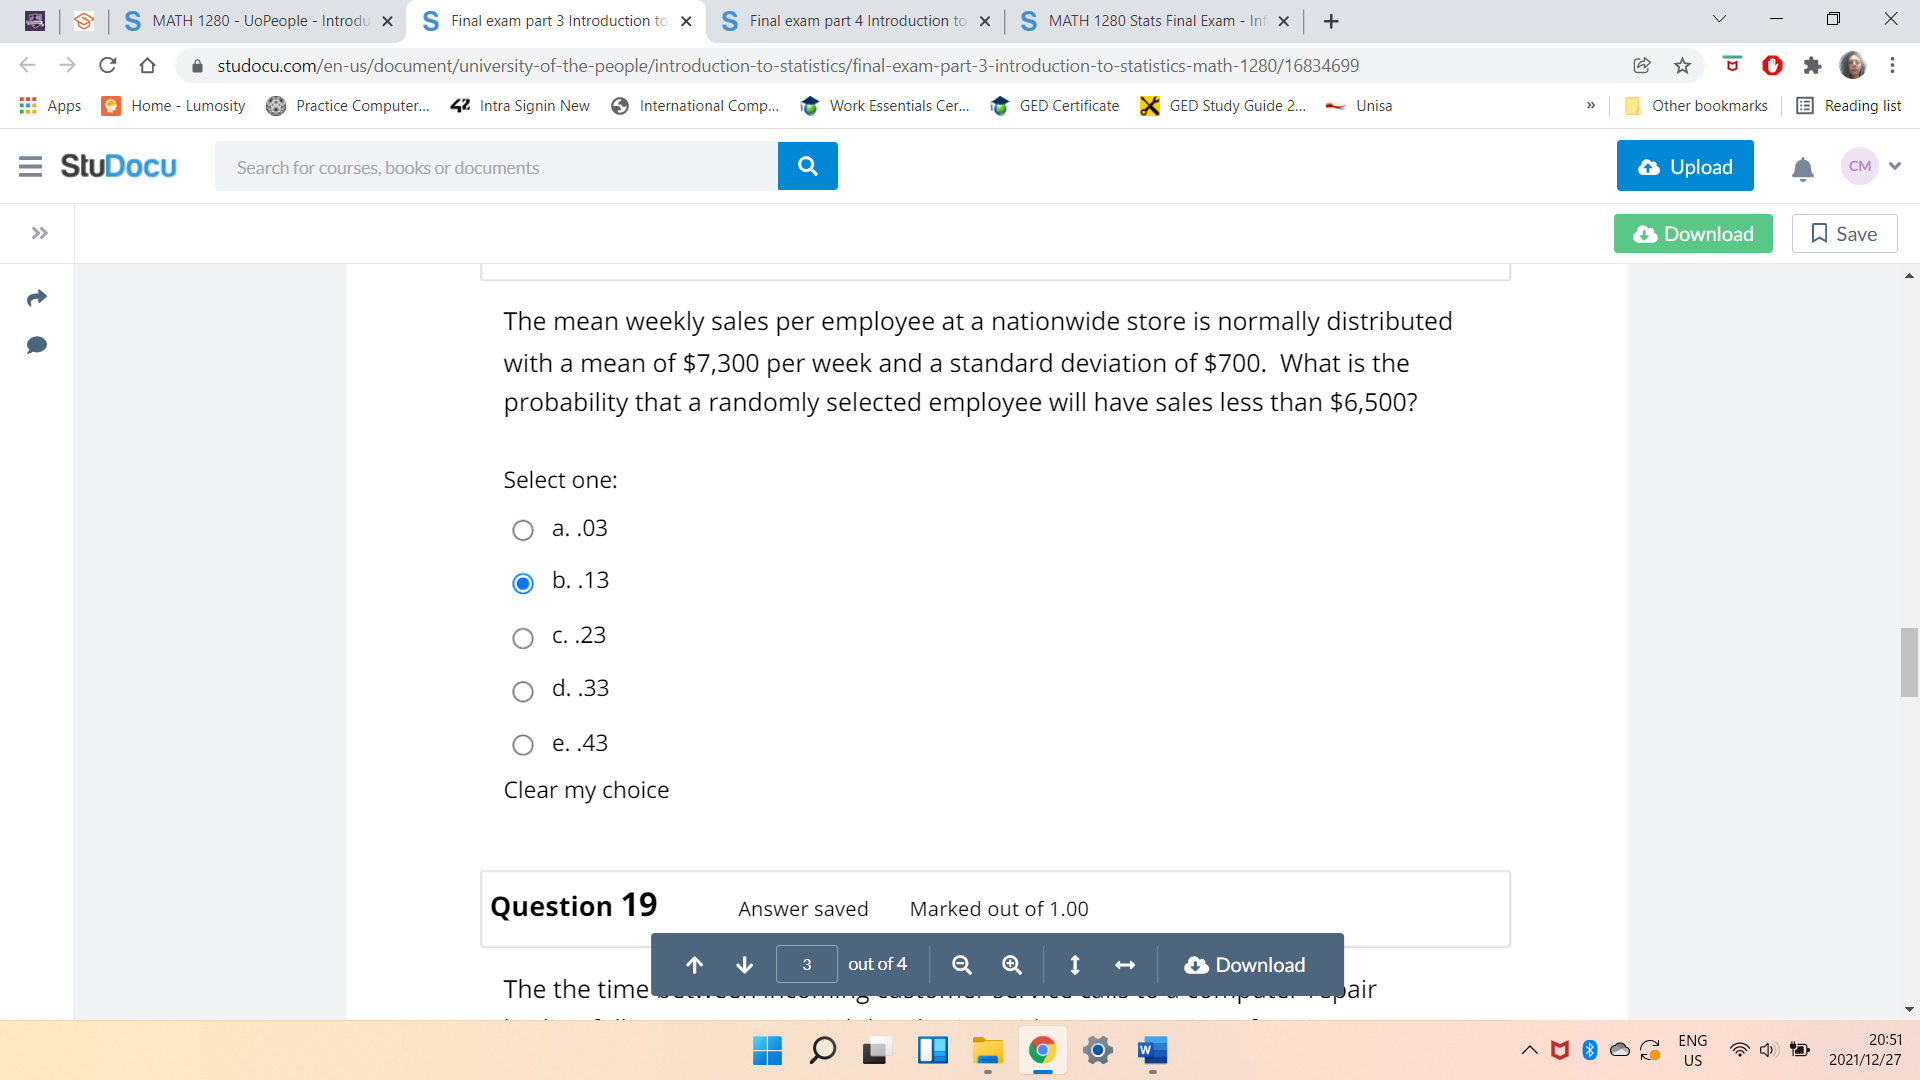 MATH 1280 - UoPeople - Introdu
Final exam part 3 Introduction to
Final exam part 4 Introduction to
MATH 1280 Stats Final Exam - Inf
studocu.com/en-us/document/university-of-the-people/introduction-to-statistics/final-exam-part-3-introduction-to-statistics-math-1280/16834699
Apps
Home - Lumosity
Practice Computer...
Intra Signin New
International Comp...
Work Essentials Cer...
GED Certificate
GED Study Guide 2...
Unisa
»
Other bookmarks
Reading list
StuDocu
Search for courses, books or documents
Upload
CM
Download
Save
The mean weekly sales per employee at a nationwide store is normally distributed
with a mean of $7,300 per week and a standard deviation of $700. What is the
probability that a randomly selected employee will have sales less than $6,500?
Select one:
a. .03
b. .13
c. .23
d. .33
e. .43
Clear my choice
Question 19
Answer saved
Marked out of 1.00
3
out of 4
Download
The the time between incoming customer service calls to a computer repair
ENG
US
20:51
2021/12/27